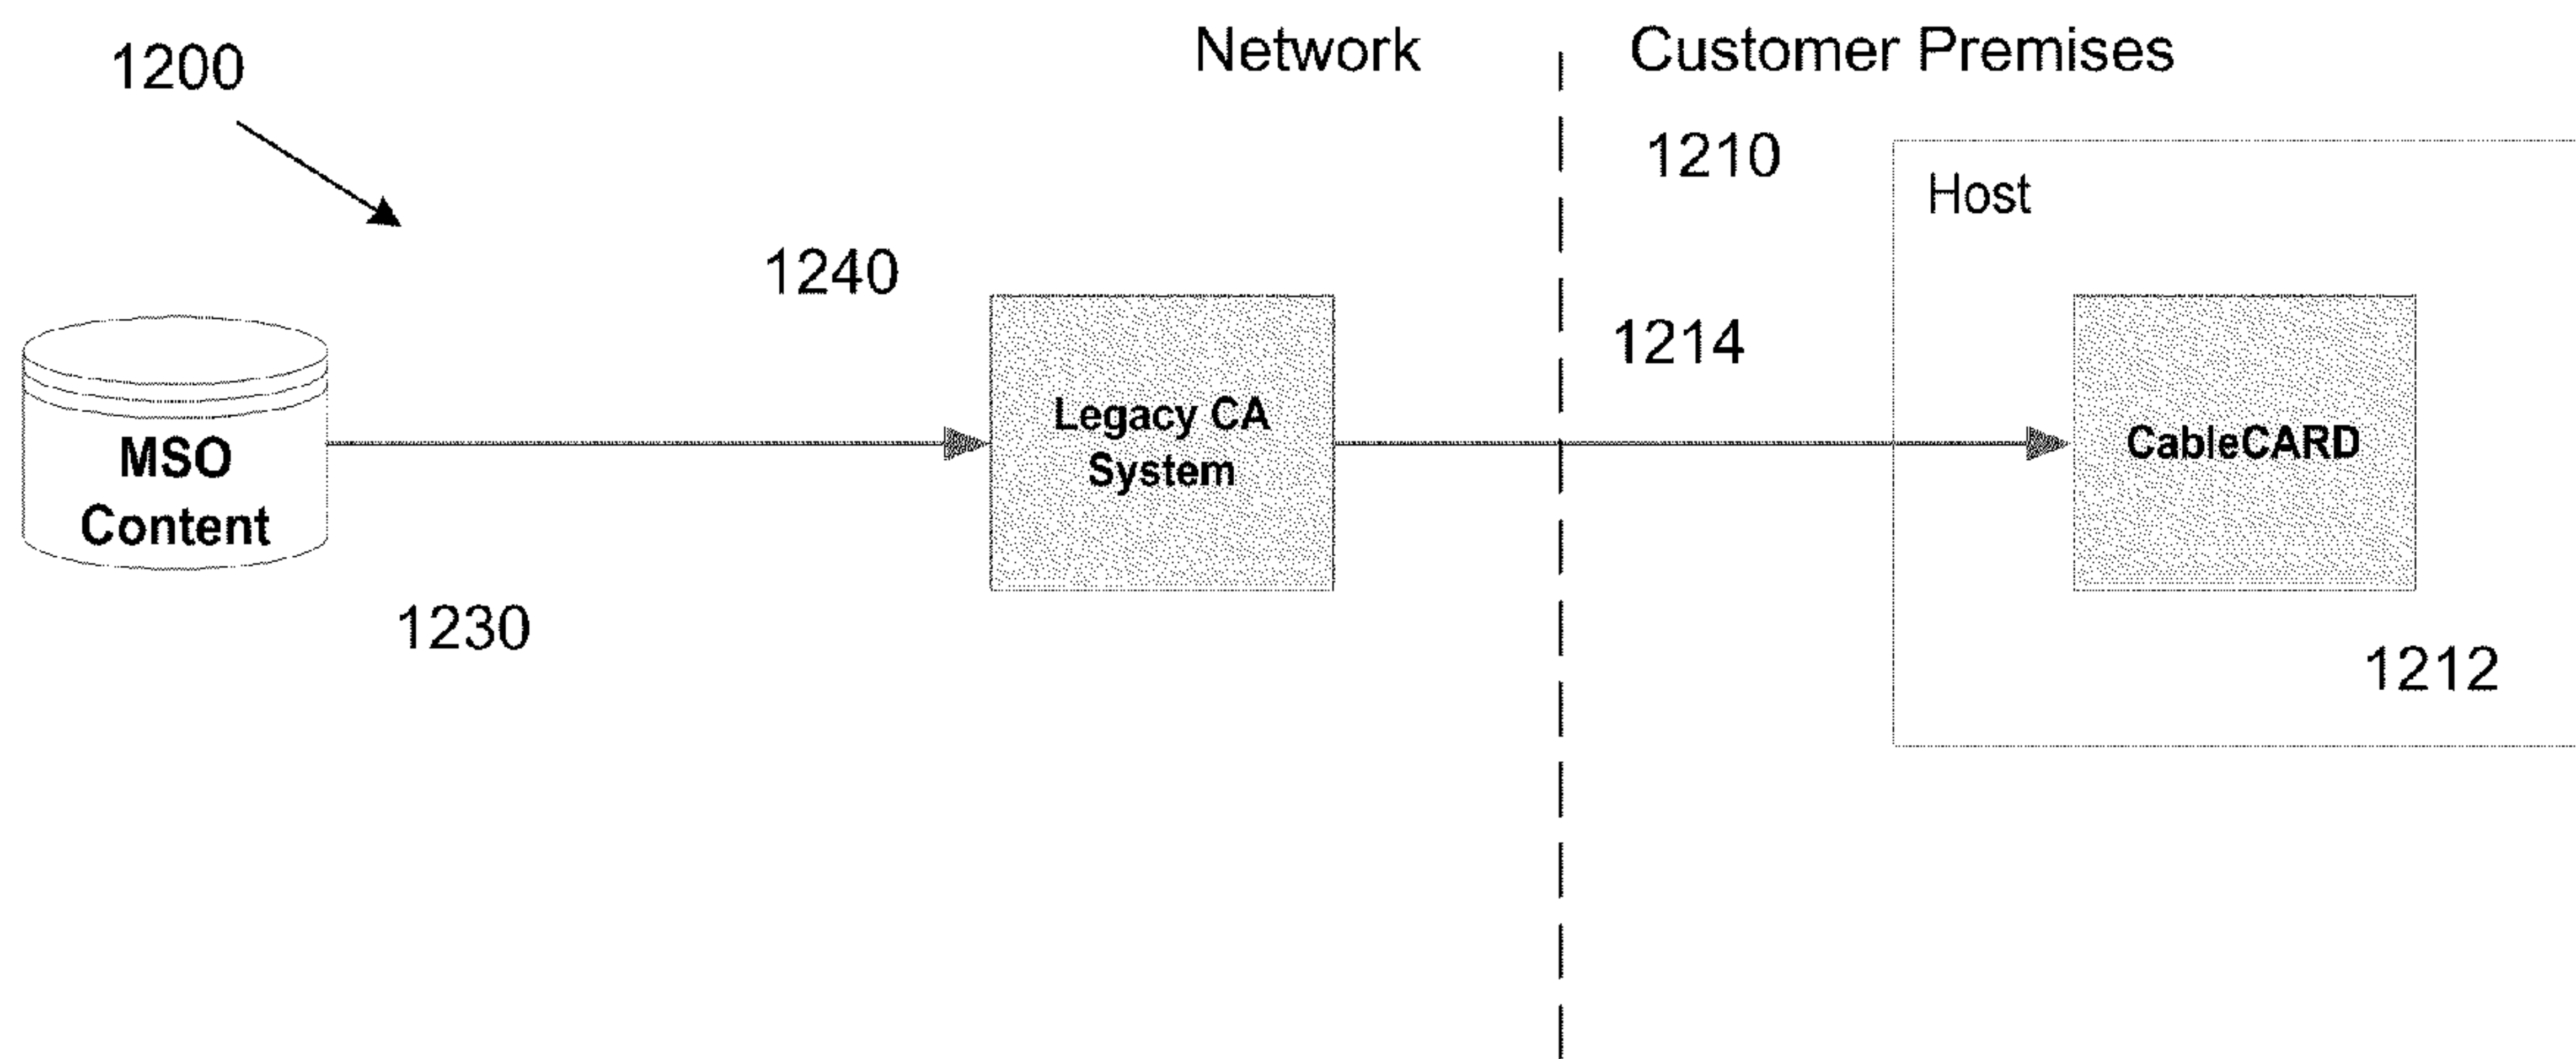 Network
Customer Premises
1200
1210
Host
1240
1214
Legacy CA
System
CableCARD
MSO
Content
1230
1212